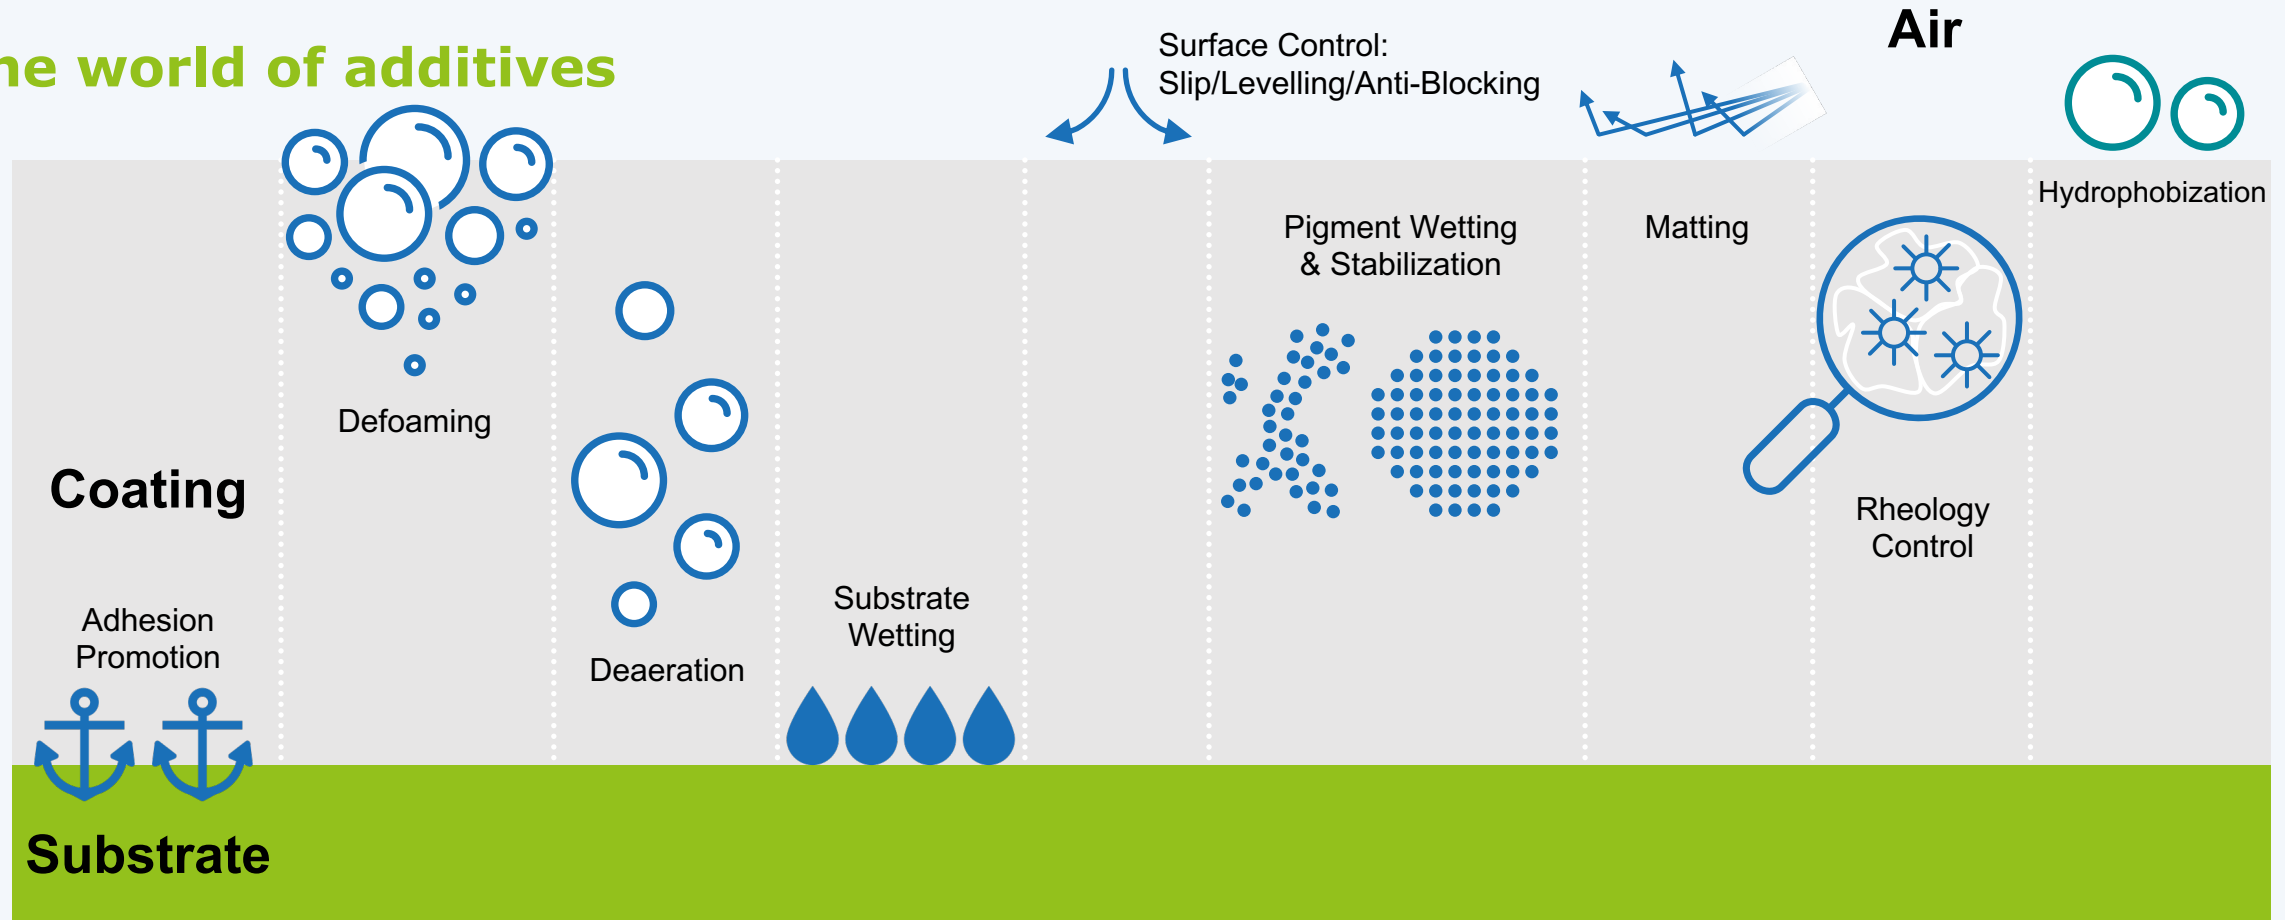 ne world of additives
Air
Surface Control:
Slip/Levelling/Anti-Blocking
Hydrophobization
Pigment Wetting
& Stabilization
Matting
Defoaming
Coating
Rheology
Control
Substrate
Wetting
Adhesion
Promotion
Deaeration
Substrate